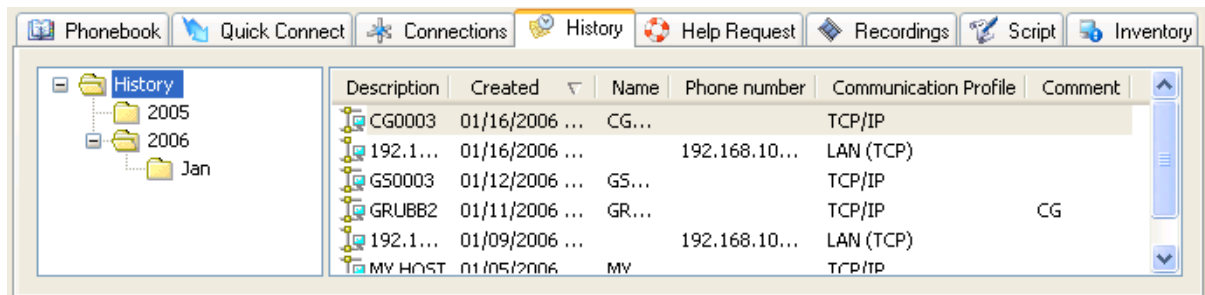 Phonebook Quick Connect Connections History Help Request Recordings Script Inventory
History
2005
2006
Jan
Description Created Name Phone number Communication Profile Comment
CG0003 01/16/2006 ... CG... TCP/IP
192.1... 01/16/2006 ... 192.168.10... LAN (TCP)
GS0003 01/12/2006 ... GS... TCP/IP
GRUBB2 01/11/2006 ... GR... TCP/IP CG
192.1... 01/09/2006 ... 192.168.10... LAN (TCP)
MY HOST 01/05/2006 MY TCP/IP